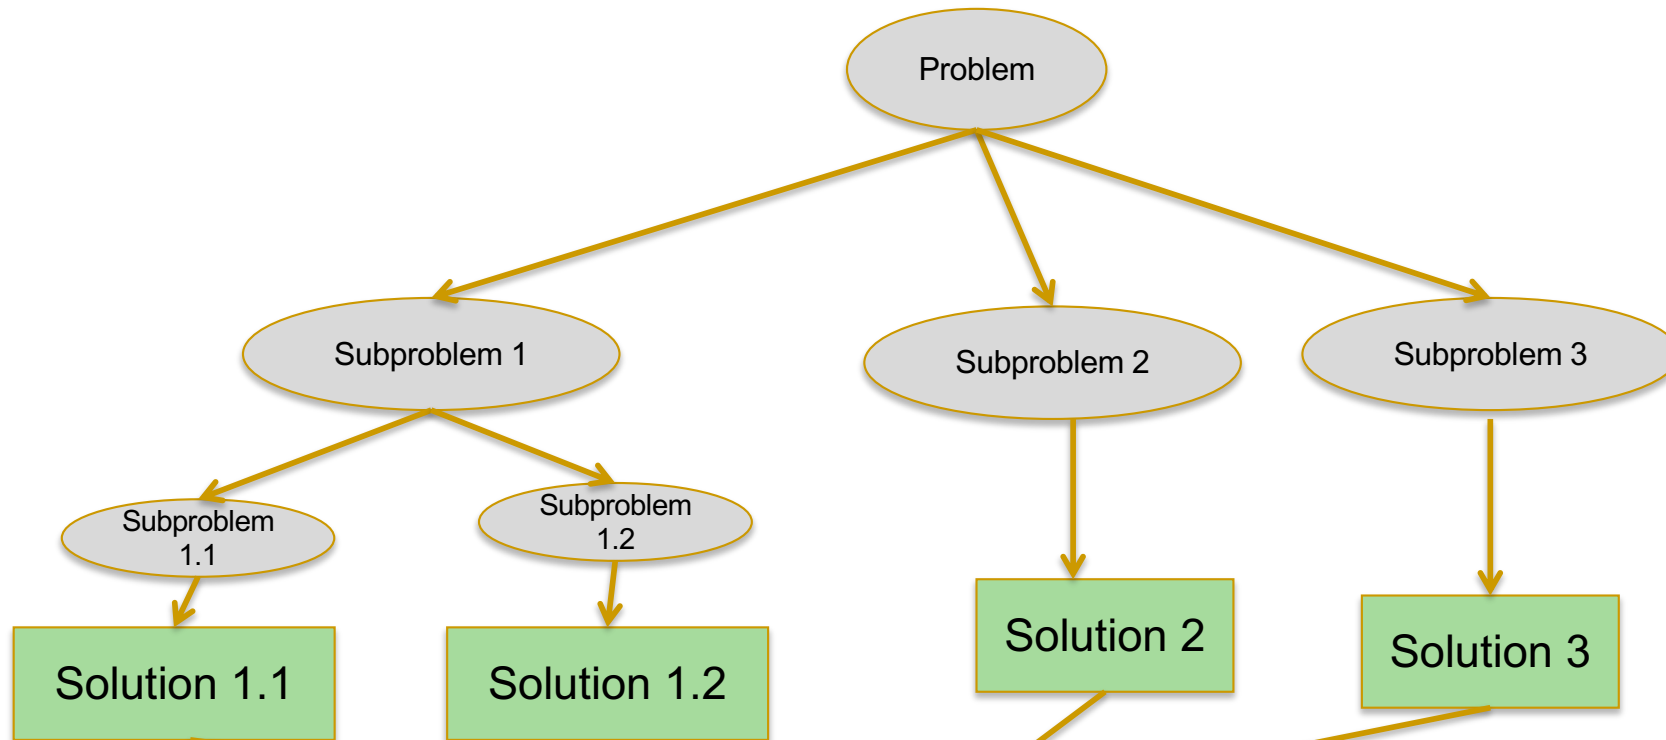 Problem
Subproblem 1
Subproblem 2
Subproblem 3
Subproblem
1.1
Subproblem
1.2
Solution 1.1
Solution 1.2
Solution 2
Solution 3